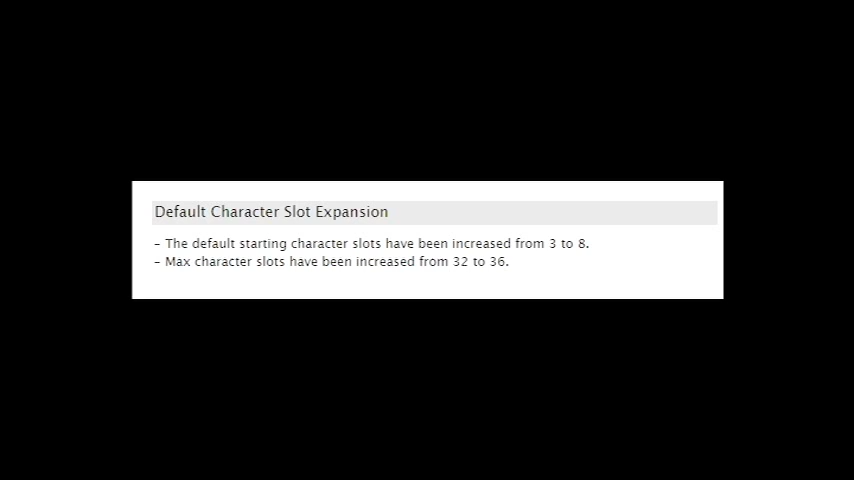 Default Character Slot Expansion
- The default starting character slots have been increased from 3 to 8.
- Max character slots have been increased from 32 to 36.